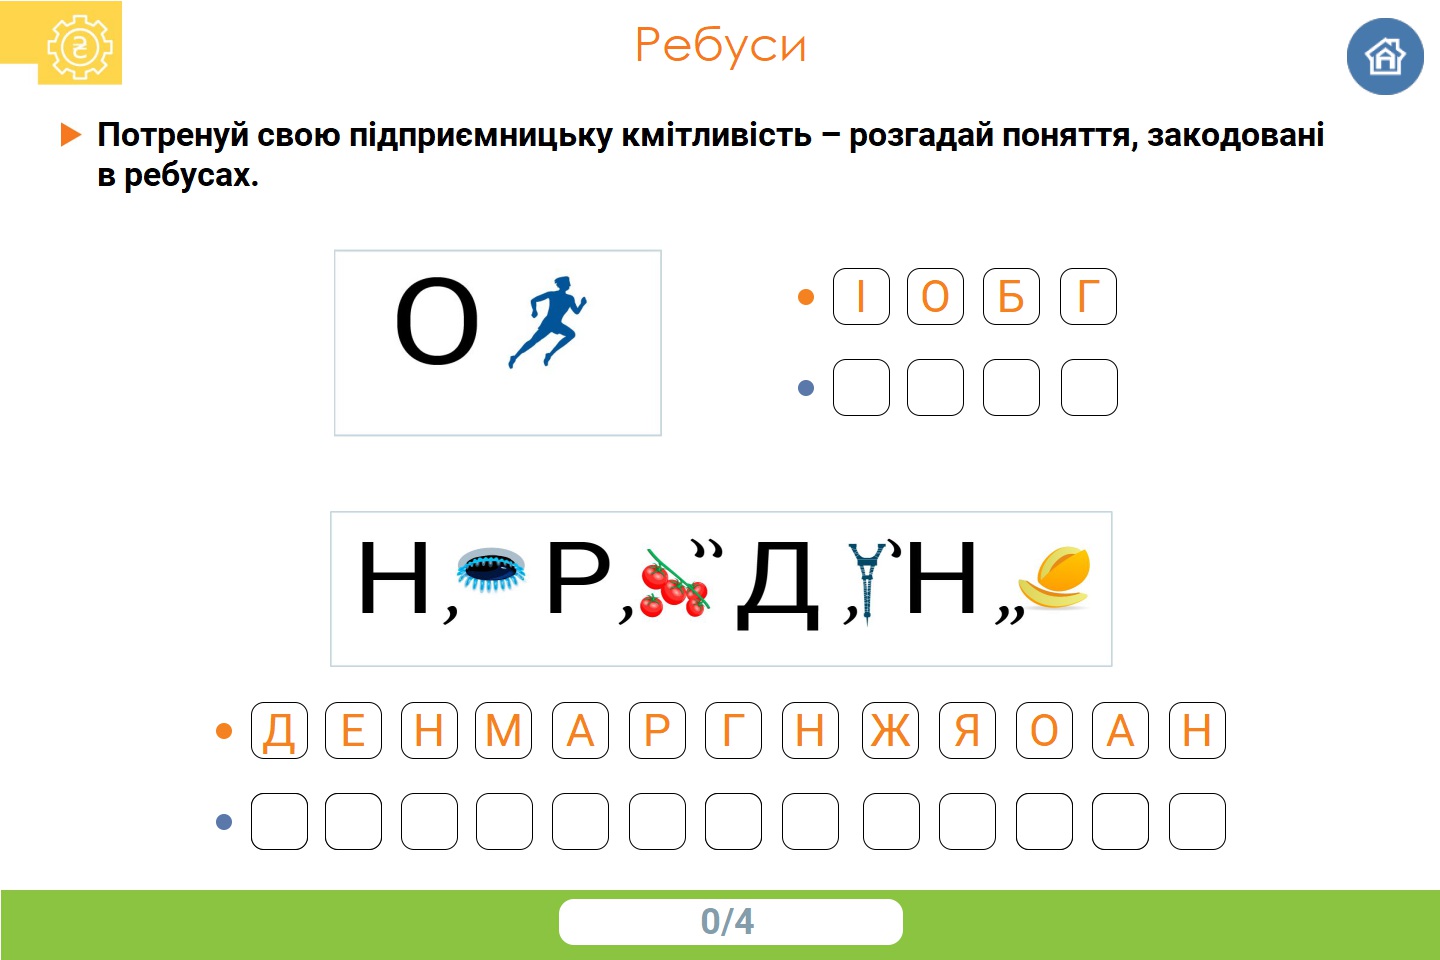 Ребуси
Потренуй свою підприємницьку кмітливість – розгадай поняття, закодовані
в ребусах.
О
І О Б Г
Н , Р , ’’ Д , ’ Н ,,
Д Е Н М А Р Г Н Ж Я О А Н
0/4